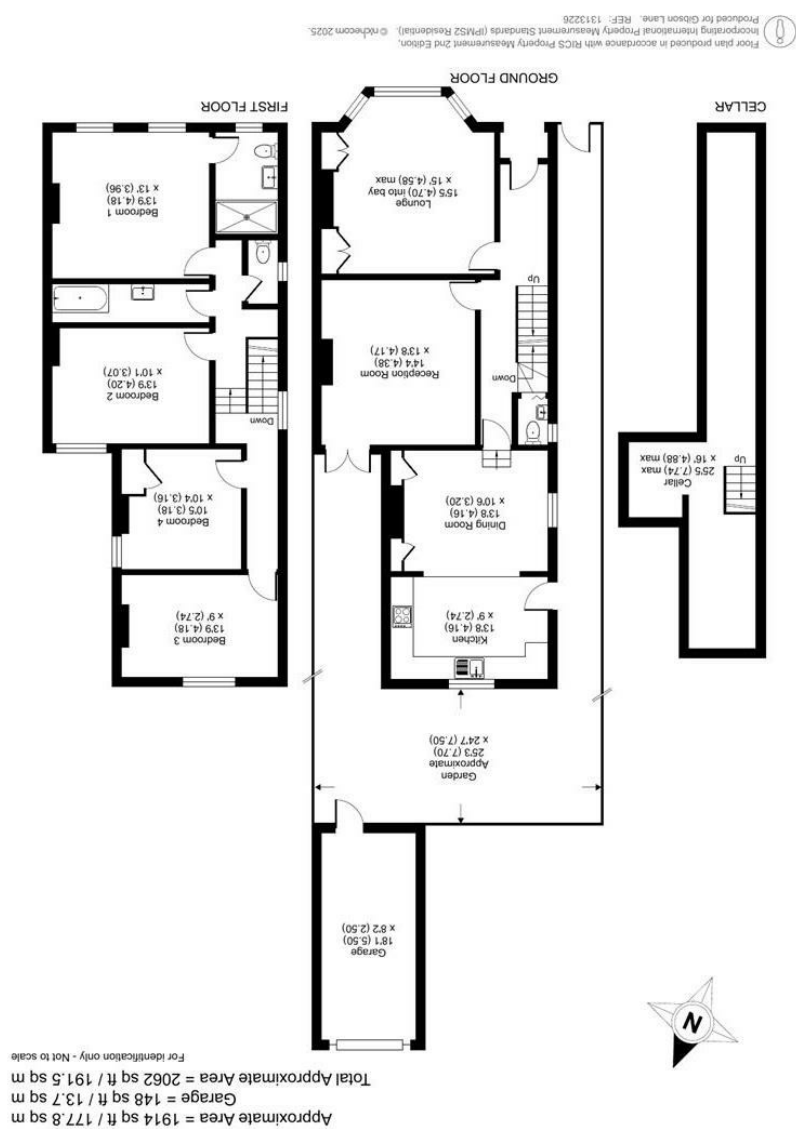 Approximate Area = 1914 sq ft / 177.8 sq m
Garage = 148 sq ft / 13.7 sq m
Total Approximate Area = 2062 sq ft / 191.5 sq m
For identification only - Not to scale
N
Garage
18'1 (5.50)
x 8'2 (2.50)
Garden
Approximate
25'3 (7.70)
x 24'7 (7.50)
Kitchen
13'8 (4.16)
x 9' (2.74)
Dining Room
13'8 (4.16)
x 10'6 (3.20)
Down
Up
Reception Room
14'4 (4.38)
x 13'8 (4.17)
Lounge
15'5 (4.70) into bay
x 15' (4.58) max
GROUND FLOOR
Up
Cellar
25'5 (7.74) max
x 16' (4.88) max
CELLAR
Bedroom 3
13'9 (4.18)
x 9' (2.74)
Bedroom 4
10'5 (3.18)
x 10'4 (3.16)
Down
Bedroom 2
13'9 (4.20)
x 10'1 (3.07)
Bedroom 1
13'9 (4.18)
x 13' (3.96)
FIRST FLOOR
Floor plan produced in accordance with RICS Property Measurement 2nd Edition,
Incorporating International Property Measurement Standards (IPMS2 Residential). © nichecom 2025.
Produced for Gibson Lane. REF: 1313226